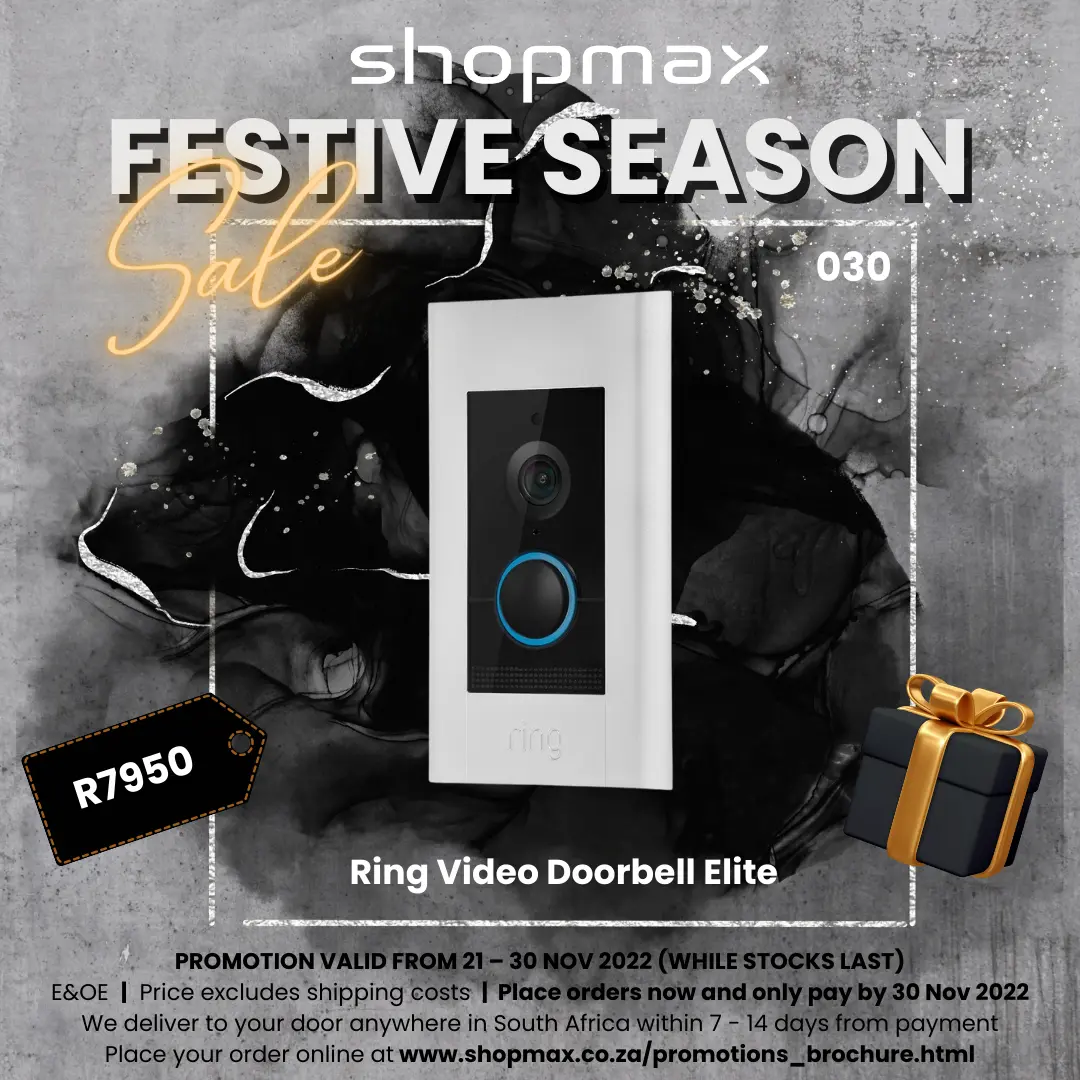 shopmax
FESTIVE SEASON
Sale
030
ring
R7950
Ring Video Doorbell Elite
PROMOTION VALID FROM 21 – 30 NOV 2022 (WHILE STOCKS LAST)
E&OE | Price excludes shipping costs | Place orders now and only pay by 30 Nov 2022
We deliver to your door anywhere in South Africa within 7 - 14 days from payment
Place your order online at www.shopmax.co.za/promotions_brochure.html